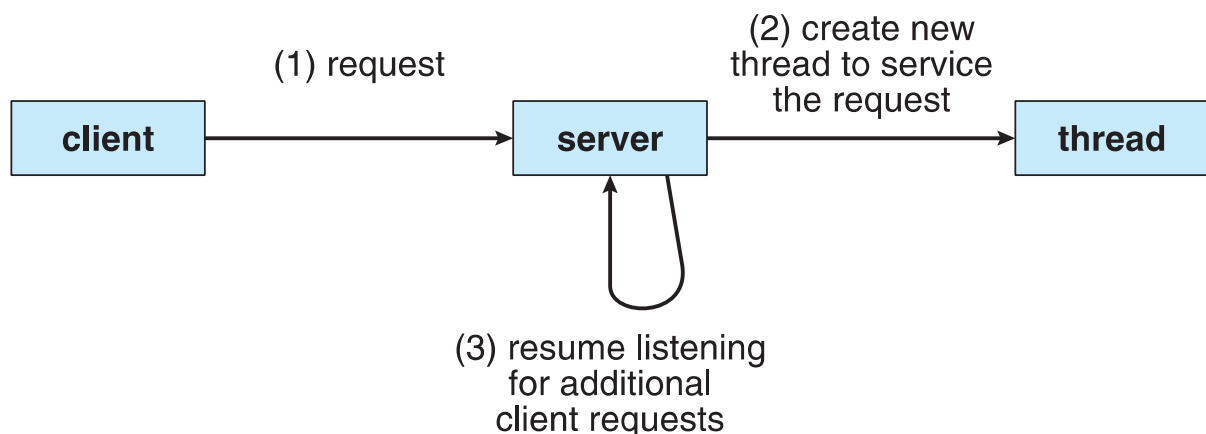 (1) request
(2) create new
thread to service
the request
client
server
thread
(3) resume listening
for additional
client requests